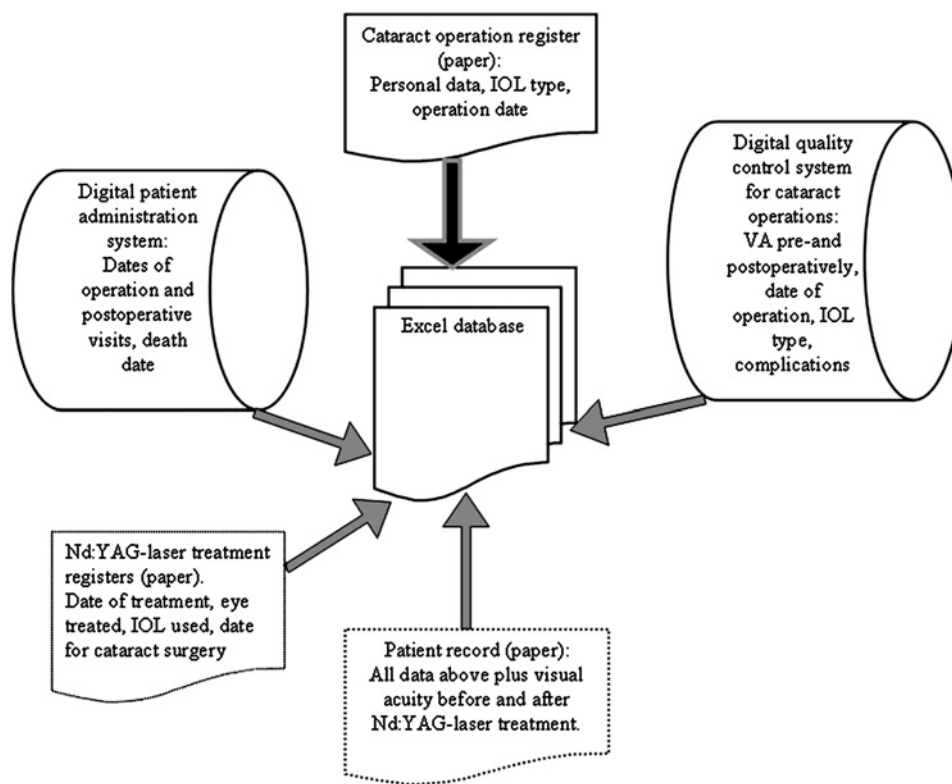 Cataract operation register
(paper):
Personal data, IOL type,
operation date
Digital patient
administration
system:
Dates of
operation and
postoperative
visits, death
date
Digital quality
control system
for cataract
operations:
VA pre-and
postoperatively,
date of
operation, IOL
type,
complications
Excel database
Nd:YAG-laser treatment
registers (paper).
Date of treatment, eye
treated, IOL used, date
for cataract surgery
Patient record (paper):
All data above plus visual
acuity before and after
Nd:YAG-laser treatment.